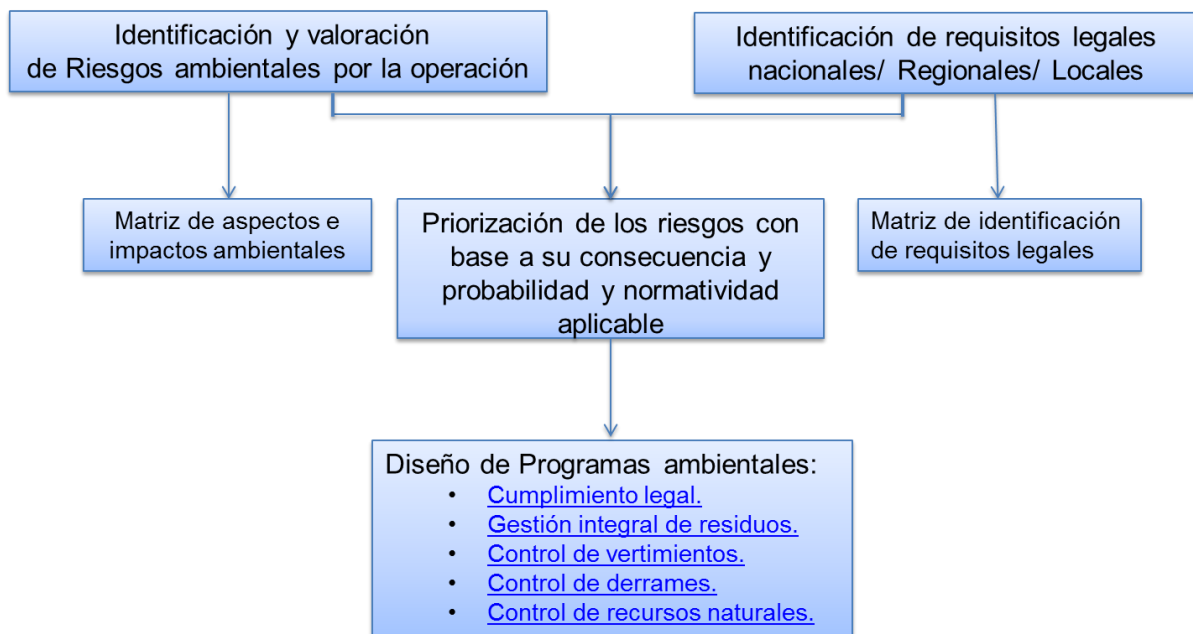 Identificación y valoración
de Riesgos ambientales por la operación
Identificación de requisitos legales
nacionales/ Regionales/ Locales
Matriz de aspectos e
impactos ambientales
Priorización de los riesgos con
base a su consecuencia y
probabilidad y normatividad
aplicable
Matriz de identificación
de requisitos legales
Diseño de Programas ambientales:
• Cumplimiento legal.
• Gestión integral de residuos.
• Control de vertimientos.
• Control de derrames.
• Control de recursos naturales.